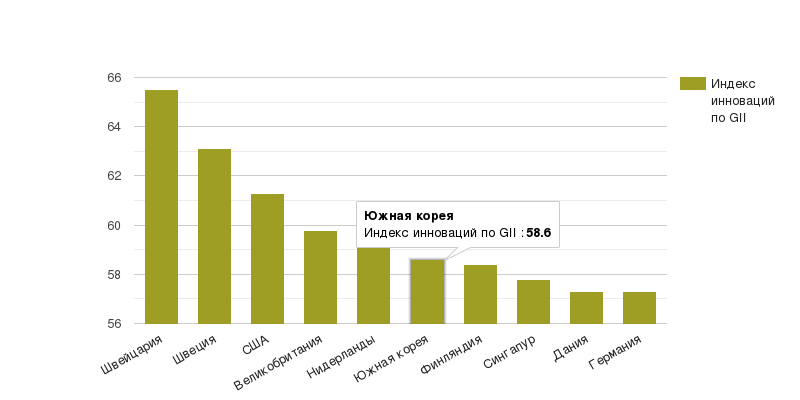 66
64
62
60
58
56
Индекс
инноваций
по GII
Южная корея
Индекс инноваций по GII : 58.6
Швейцария
Швеция
США
Великобритания
Нидерланды
Южная корея
Финляндия
Сингапур
Дания
Германия